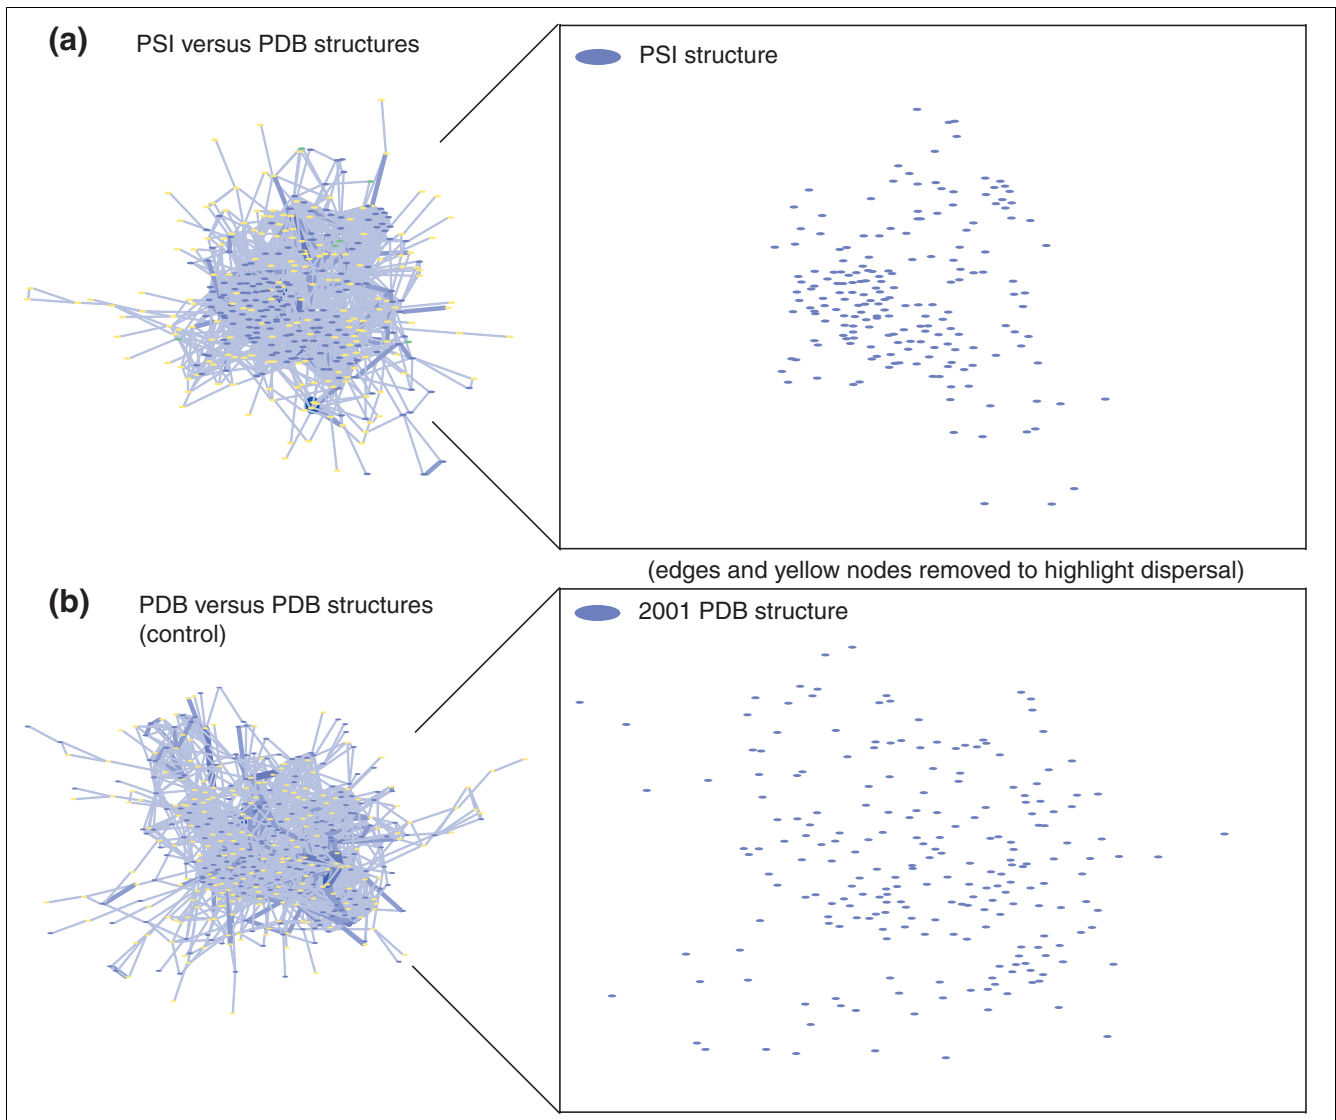 (a) PSI versus PDB structures
PSI structure
(edges and yellow nodes removed to highlight dispersal)
(b) PDB versus PDB structures
(control)
2001 PDB structure